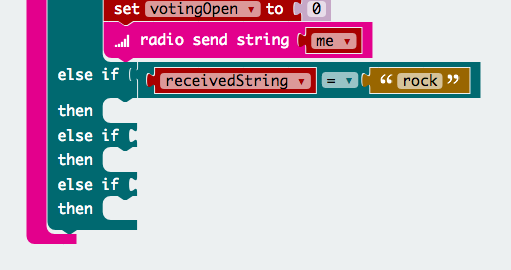 set votingOpen ▾ to 0
radio send string me ▾
else if receivedString ▾ = ▾ “ rock ”
then
else if
then
else if
then